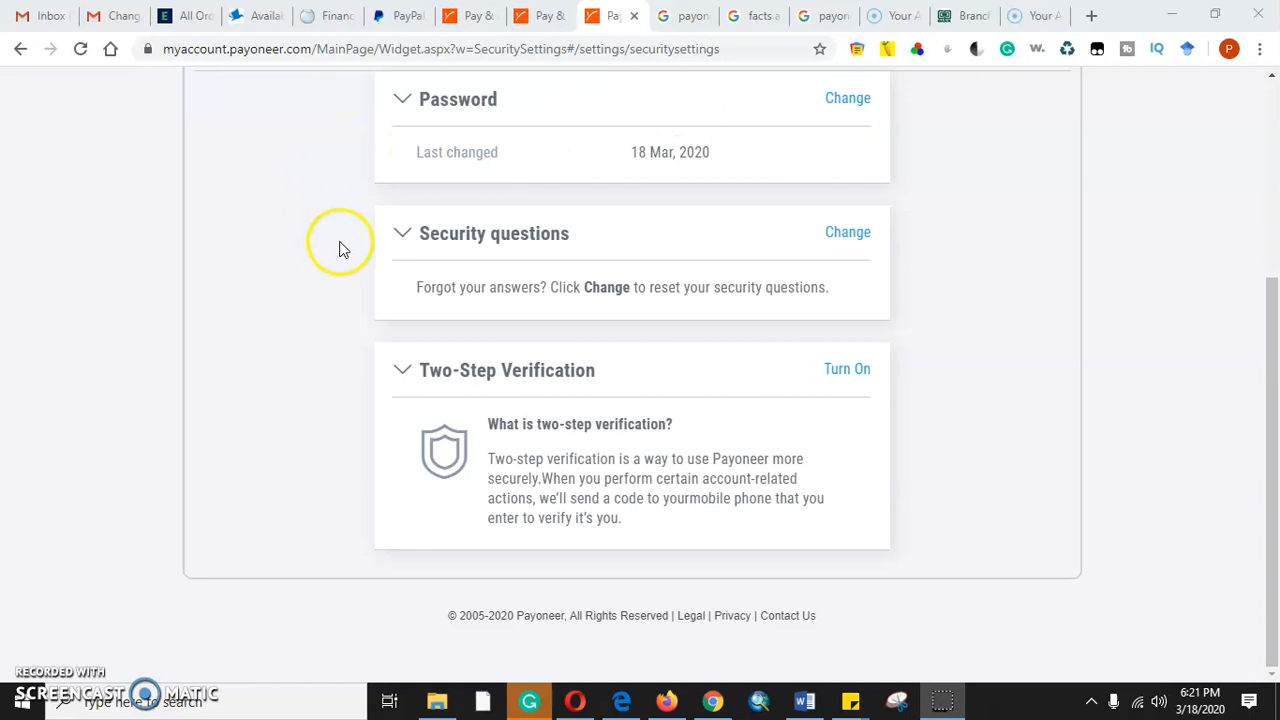 Inbox
Chang
All Ord
Availa
Financ
PayPa
Pay &
Pay &
Pay
payon
facts a
payon
Your A
Branch
Your A
myaccount.payoneer.com/MainPage/Widget.aspx?w=SecuritySettings#/settings/securitysettings
w.
IQ
P
Password
Change
Last changed
18 Mar, 2020
Security questions
Change
Forgot your answers? Click Change to reset your security questions.
Two-Step Verification
Turn On
What is two-step verification?
Two-step verification is a way to use Payoneer more
securely.When you perform certain account-related
actions, we'll send a code to yourmobile phone that you
enter to verify it's you.
© 2005-2020 Payoneer, All Rights Reserved | Legal | Privacy | Contact Us
RECORDED WITH
SCREENCAST MATIC
Type here to search
6:21 PM
3/18/2020